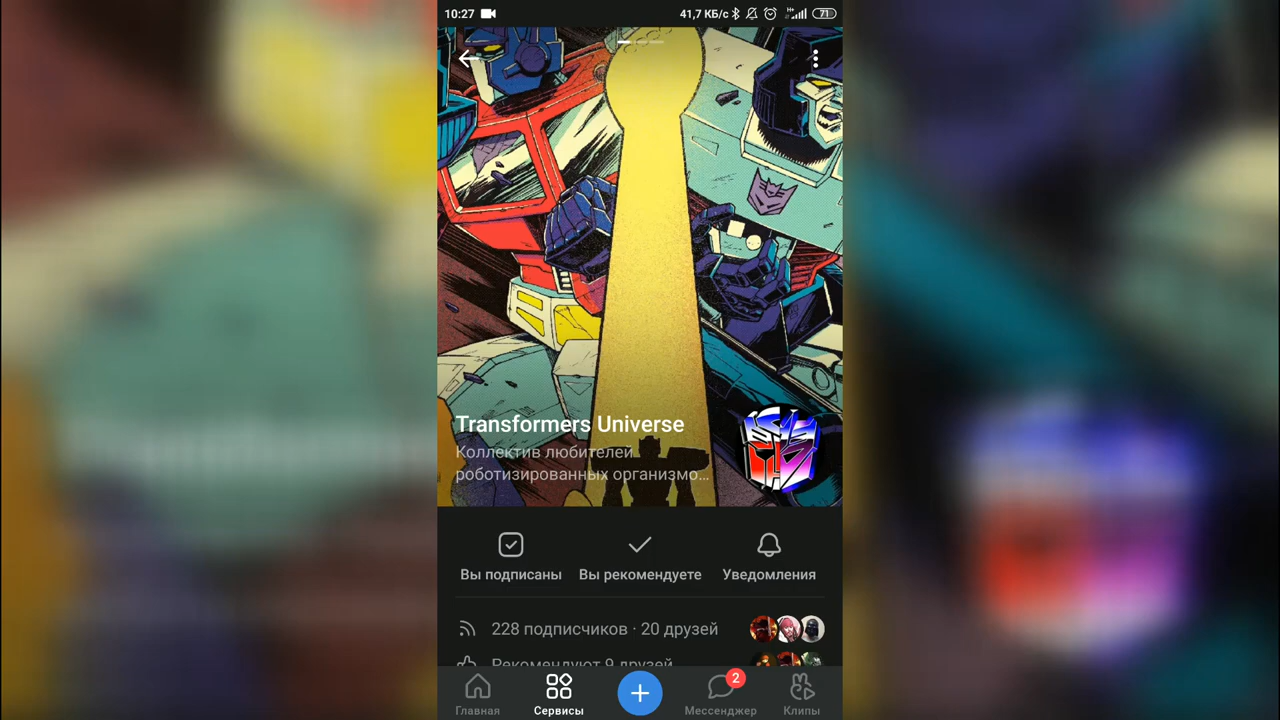 10:27
41,7 КБ/с
71
Transformers Universe
Коллектив любителей
роботизированных организмо...
Вы подписаны
Вы рекомендуете
Уведомления
228 подписчиков · 20 друзей
Рекомендуют 9 друзей
2
Главная
Сервисы
Мессенджер
Клипы